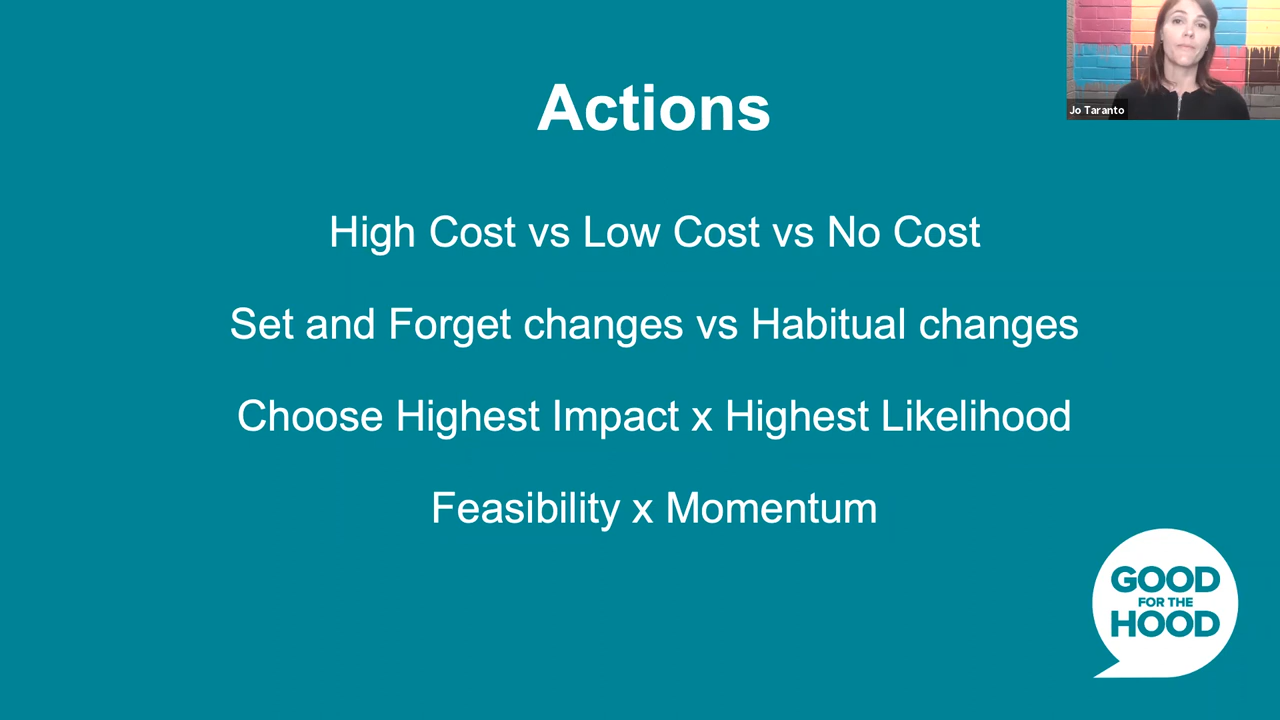 Actions
Jo Taranto
High Cost vs Low Cost vs No Cost
Set and Forget changes vs Habitual changes
Choose Highest Impact x Highest Likelihood
Feasibility x Momentum
GOOD
FOR THE
HOOD